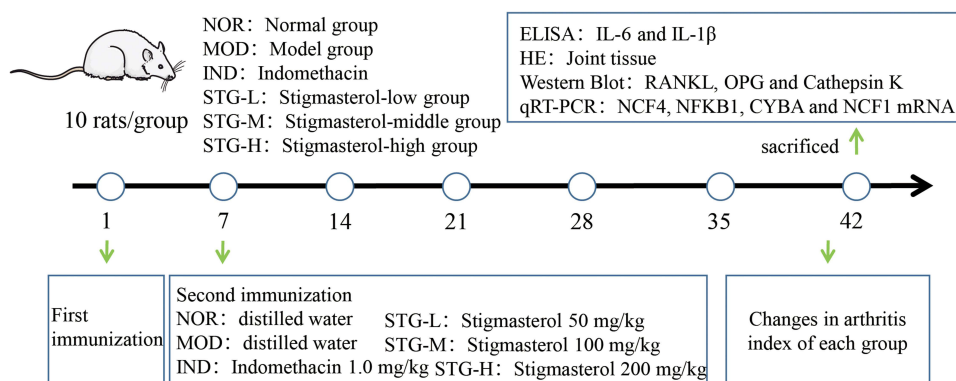 NOR：Normal group
MOD：Model group
IND：Indomethacin
STG-L：Stigmasterol-low group
STG-M：Stigmasterol-middle group
STG-H：Stigmasterol-high group
10 rats/group
ELISA：IL-6 and IL-1β
HE：Joint tissue
Western Blot：RANKL, OPG and Cathepsin K
qRT-PCR：NCF4, NFKB1, CYBA and NCF1 mRNA
sacrificed
1 7 14 21 28 35 42
First
immunization
Second immunization
NOR：distilled water STG-L：Stigmasterol 50 mg/kg
MOD：distilled water STG-M：Stigmasterol 100 mg/kg
IND：Indomethacin 1.0 mg/kg STG-H：Stigmasterol 200 mg/kg
Changes in arthritis
index of each group